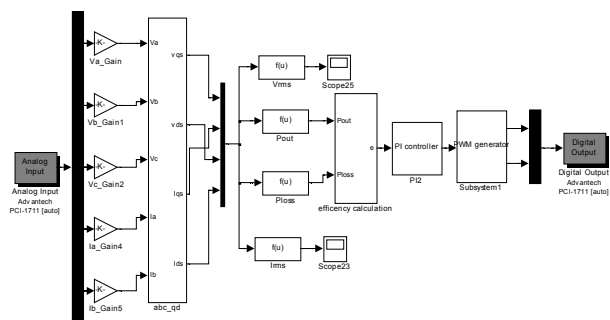 Analog
Input
Analog Input
Advantech
PCI-1711 [auto]
-K-
Va_Gain
-K-
Vb_Gain1
-K-
Vc_Gain2
-K-
Ia_Gain4
-K-
Ib_Gain5
Va
Vb
Vc
Ia
Ib
vqs
vds
Iqs
Ids
abc_qd
f(u)
Vrms
Scope25
f(u)
Pout
f(u)
Ploss
f(u)
Irms
Scope23
Pout
Ploss
e
efficency calculation
PI controller
PI2
PWM generator
Subsystem1
Digital
Output
Digital Output
Advantech
PCI-1711 [auto]